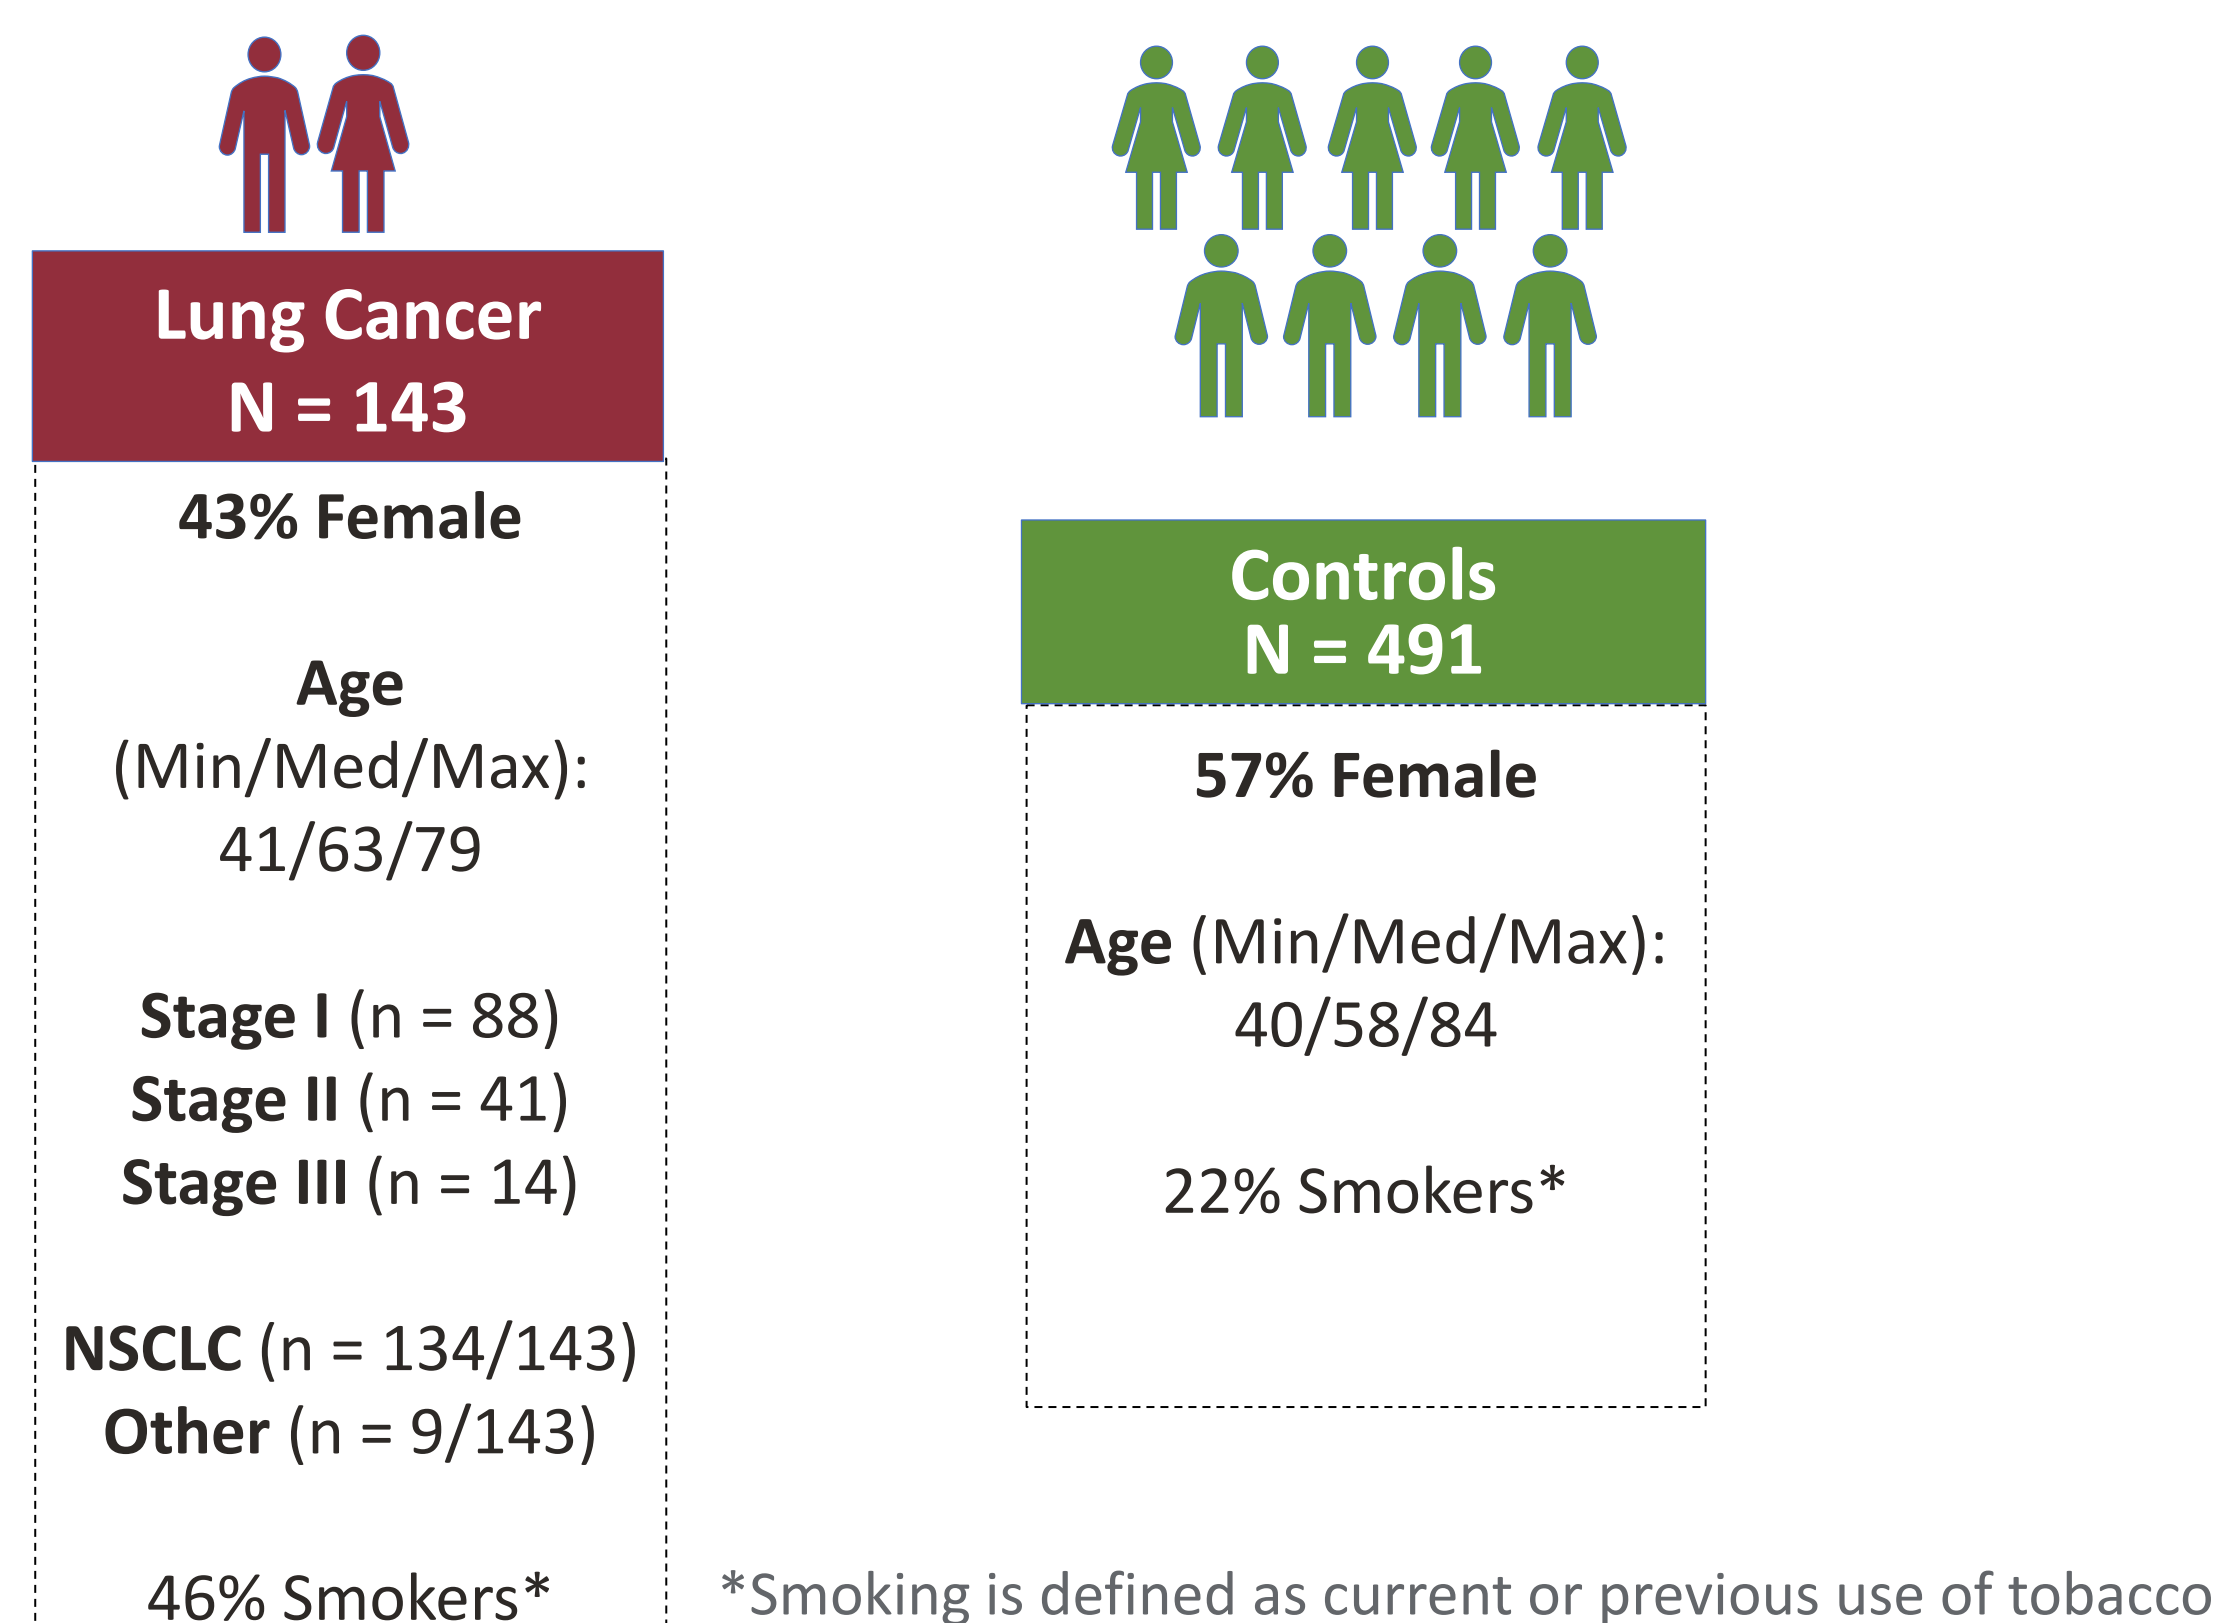 Lung Cancer
N = 143
43% Female
Age
(Min/Med/Max):
41/63/79
Stage I (n = 88)
Stage II (n = 41)
Stage III (n = 14)
NSCLC (n = 134/143)
Other (n = 9/143)
46% Smokers*
Controls
N = 491
57% Female
Age (Min/Med/Max):
40/58/84
22% Smokers*
*Smoking is defined as current or previous use of tobacco